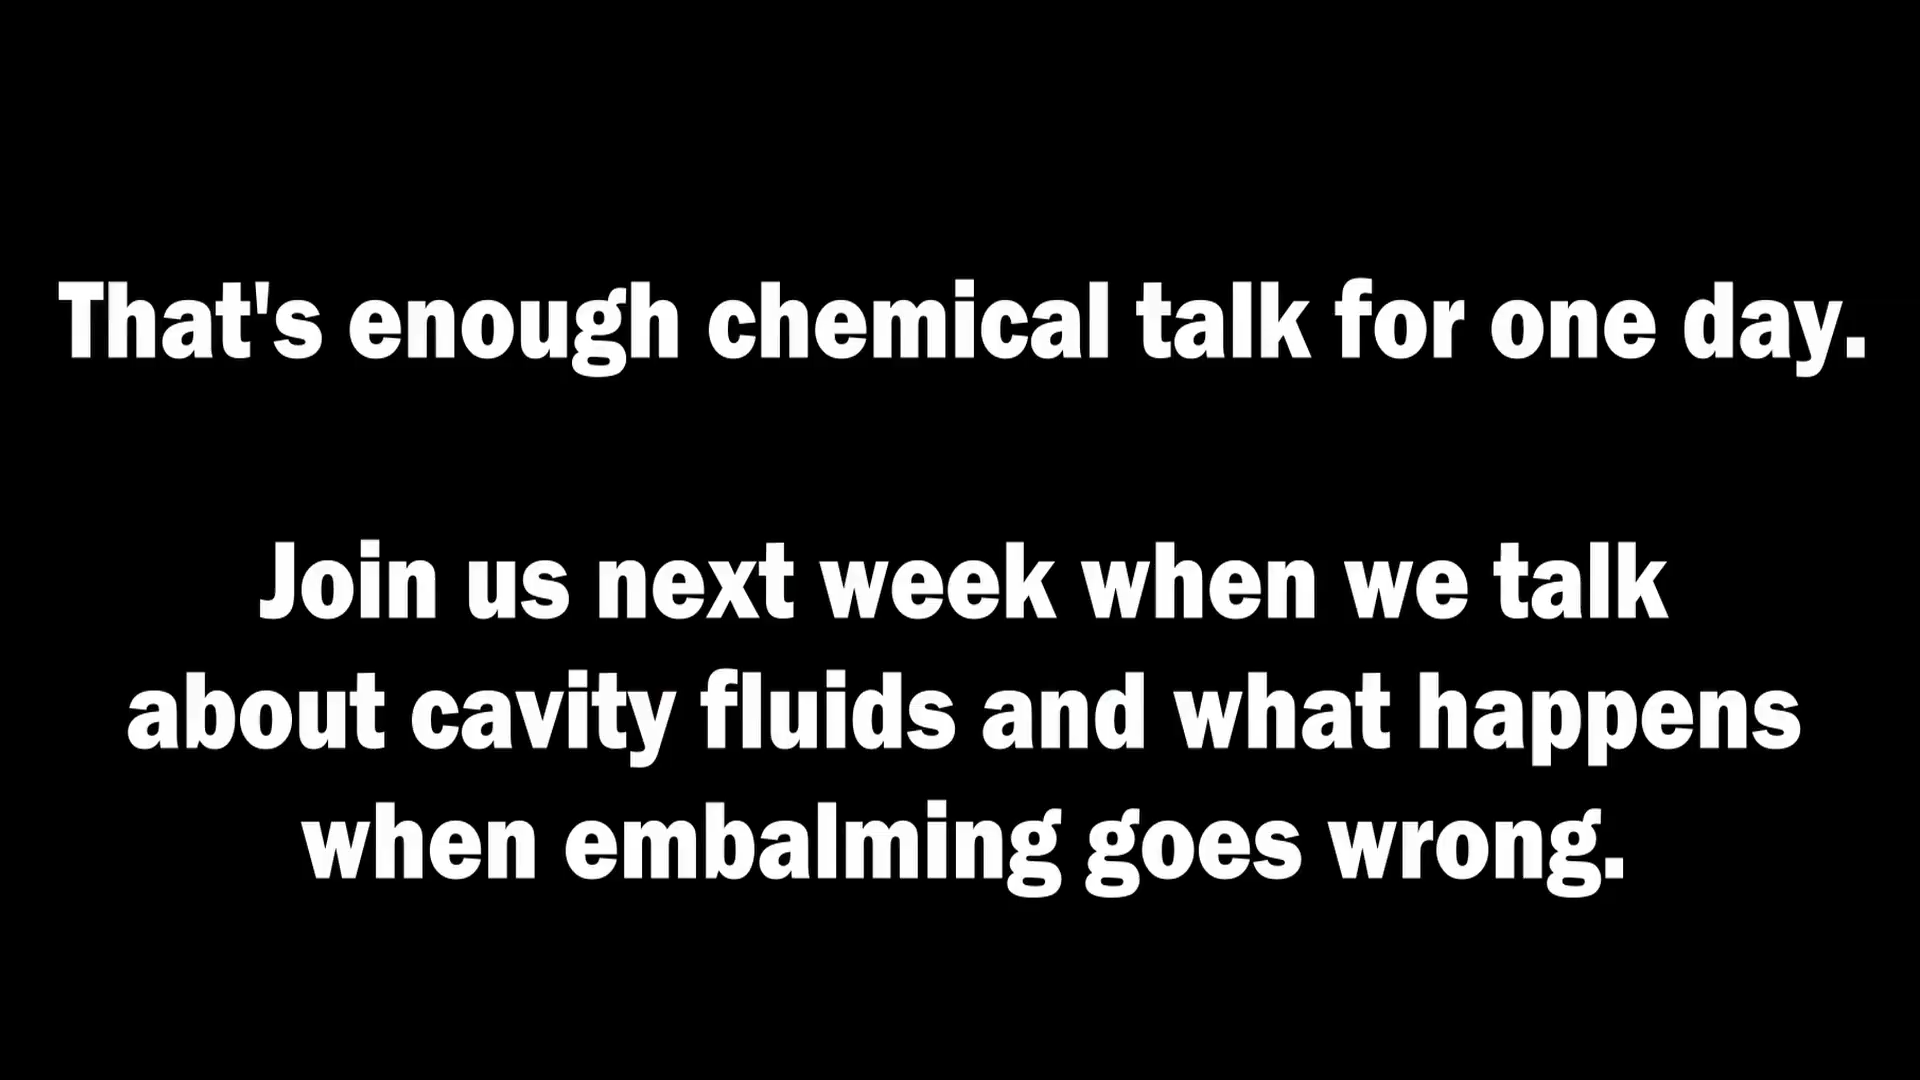 That's enough chemical talk for one day.
Join us next week when we talk
about cavity fluids and what happens
when embalming goes wrong.